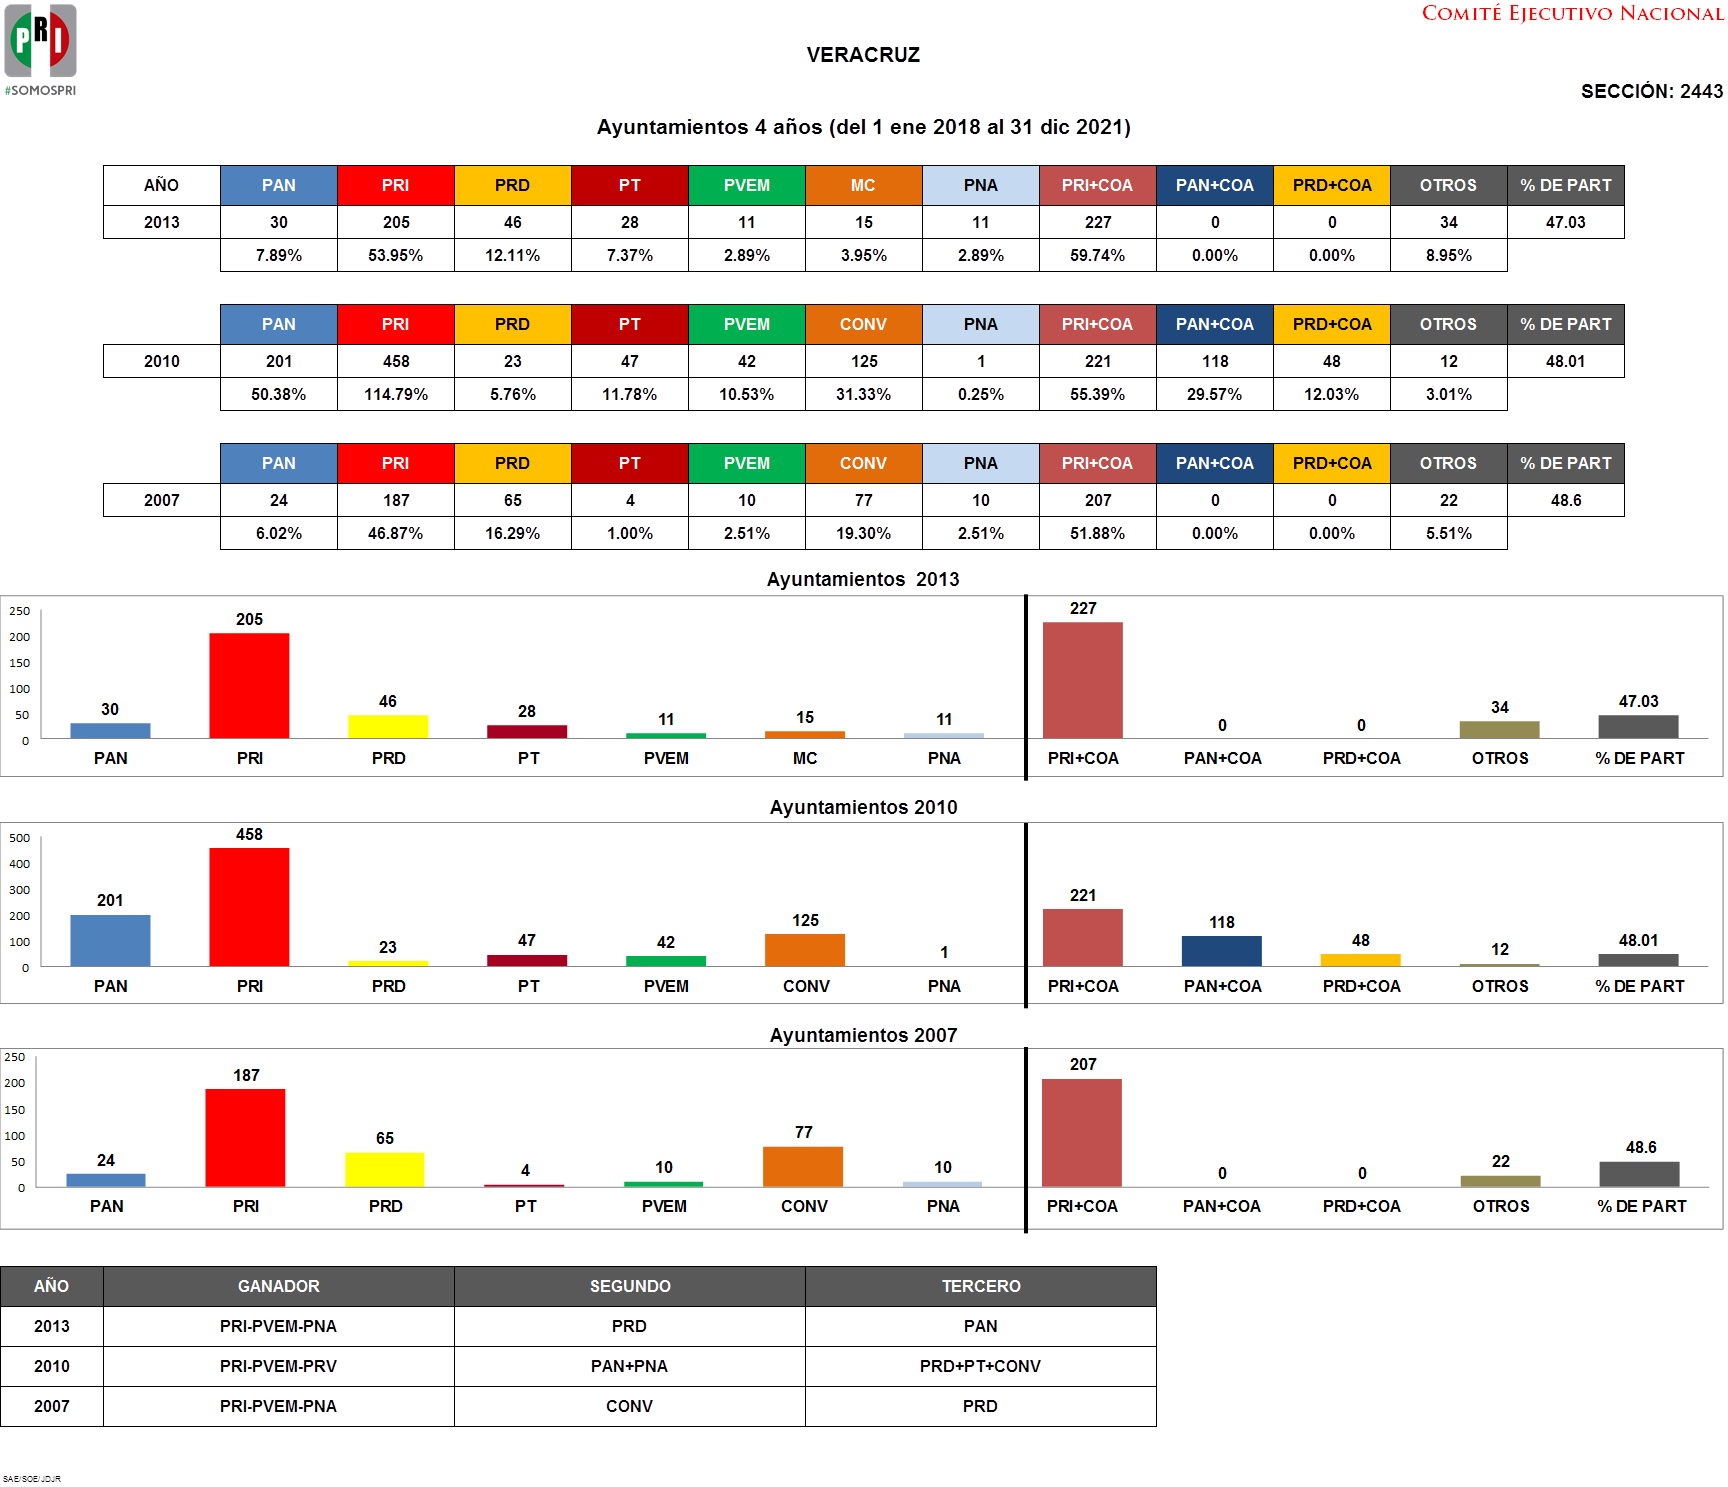 PRI
#SOMOSPRI
COMITÉ EJECUTIVO NACIONAL
VERACRUZ
SECCIÓN: 2443
Ayuntamientos 4 años (del 1 ene 2018 al 31 dic 2021)
AÑO PAN PRI PRD PT PVEM MC PNA PRI+COA PAN+COA PRD+COA OTROS % DE PART
2013 30 205 46 28 11 15 11 227 0 0 34 47.03
7.89% 53.95% 12.11% 7.37% 2.89% 3.95% 2.89% 59.74% 0.00% 0.00% 8.95%
PAN PRI PRD PT PVEM CONV PNA PRI+COA PAN+COA PRD+COA OTROS % DE PART
2010 201 458 23 47 42 125 1 221 118 48 12 48.01
50.38% 114.79% 5.76% 11.78% 10.53% 31.33% 0.25% 55.39% 29.57% 12.03% 3.01%
PAN PRI PRD PT PVEM CONV PNA PRI+COA PAN+COA PRD+COA OTROS % DE PART
2007 24 187 65 4 10 77 10 207 0 0 22 48.6
6.02% 46.87% 16.29% 1.00% 2.51% 19.30% 2.51% 51.88% 0.00% 0.00% 5.51%
Ayuntamientos 2013
250
200
150
100
50
0
30 205 46 28 11 15 11 227 0 0 34 47.03
PAN PRI PRD PT PVEM MC PNA PRI+COA PAN+COA PRD+COA OTROS % DE PART
Ayuntamientos 2010
500
400
300
200
100
0
201 458 23 47 42 125 1 221 118 48 12 48.01
PAN PRI PRD PT PVEM CONV PNA PRI+COA PAN+COA PRD+COA OTROS % DE PART
Ayuntamientos 2007
250
200
150
100
50
0
24 187 65 4 10 77 10 207 0 0 22 48.6
PAN PRI PRD PT PVEM CONV PNA PRI+COA PAN+COA PRD+COA OTROS % DE PART
AÑO GANADOR SEGUNDO TERCERO
2013 PRI-PVEM-PNA PRD PAN
2010 PRI-PVEM-PRV PAN+PNA PRD+PT+CONV
2007 PRI-PVEM-PNA CONV PRD
SAE/SOE/JDJR